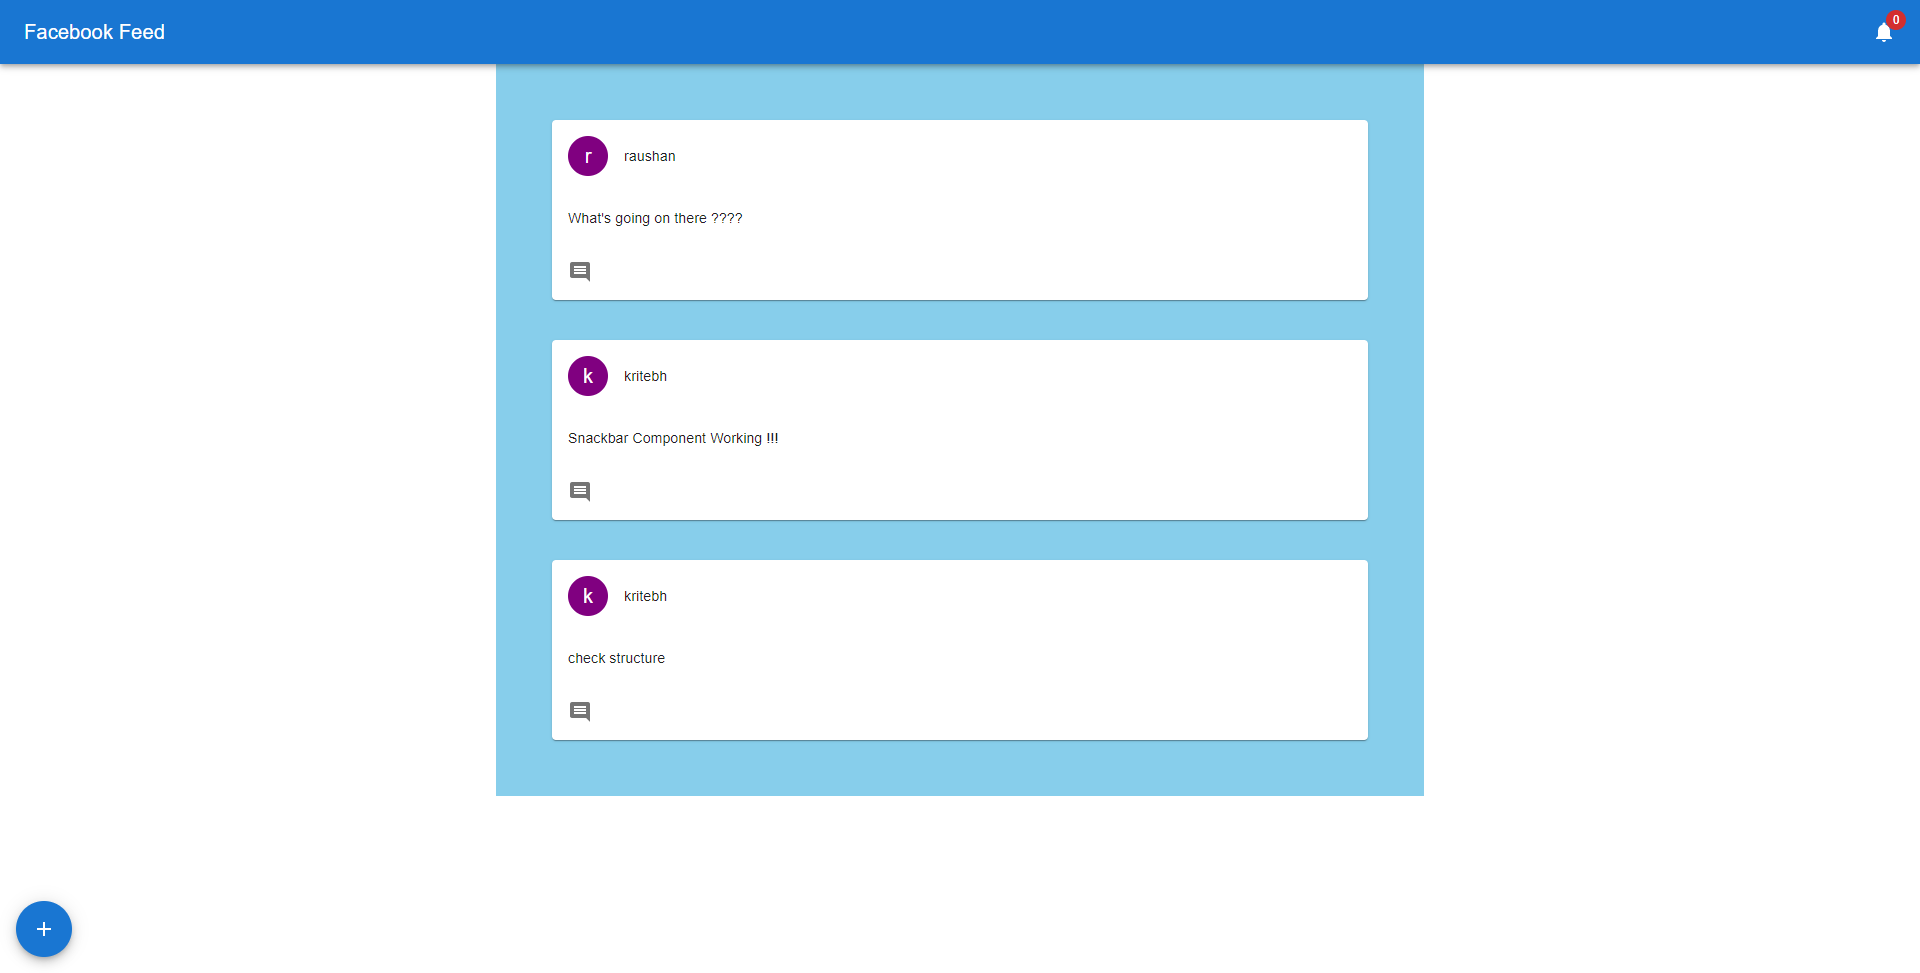 Facebook Feed
0
r
raushan
What's going on there ????
k
kritebh
Snackbar Component Working !!!
k
kritebh
check structure